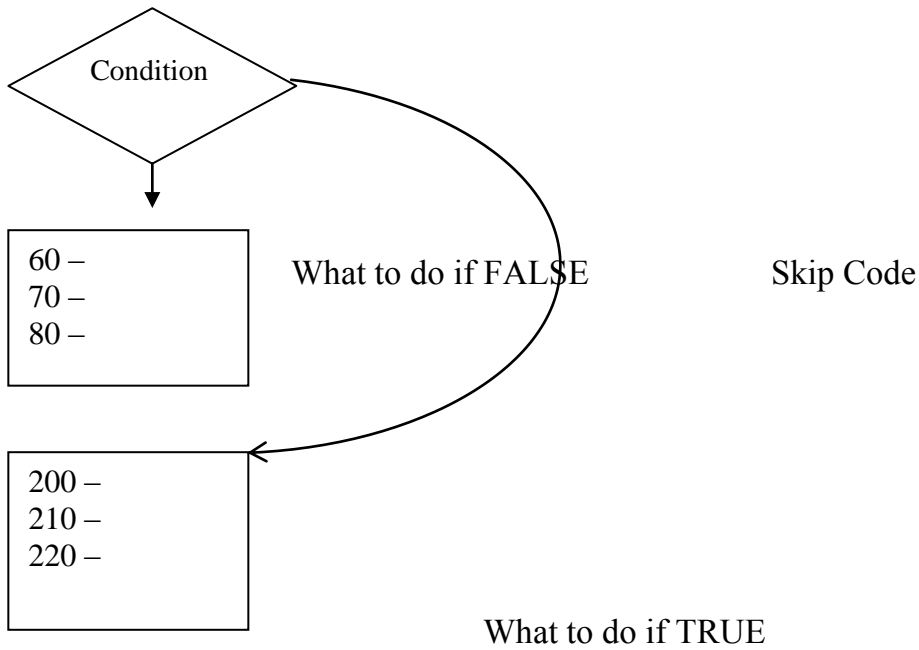 Condition
60 –
70 –
80 –
What to do if FALSE
Skip Code
200 –
210 –
220 –
What to do if TRUE